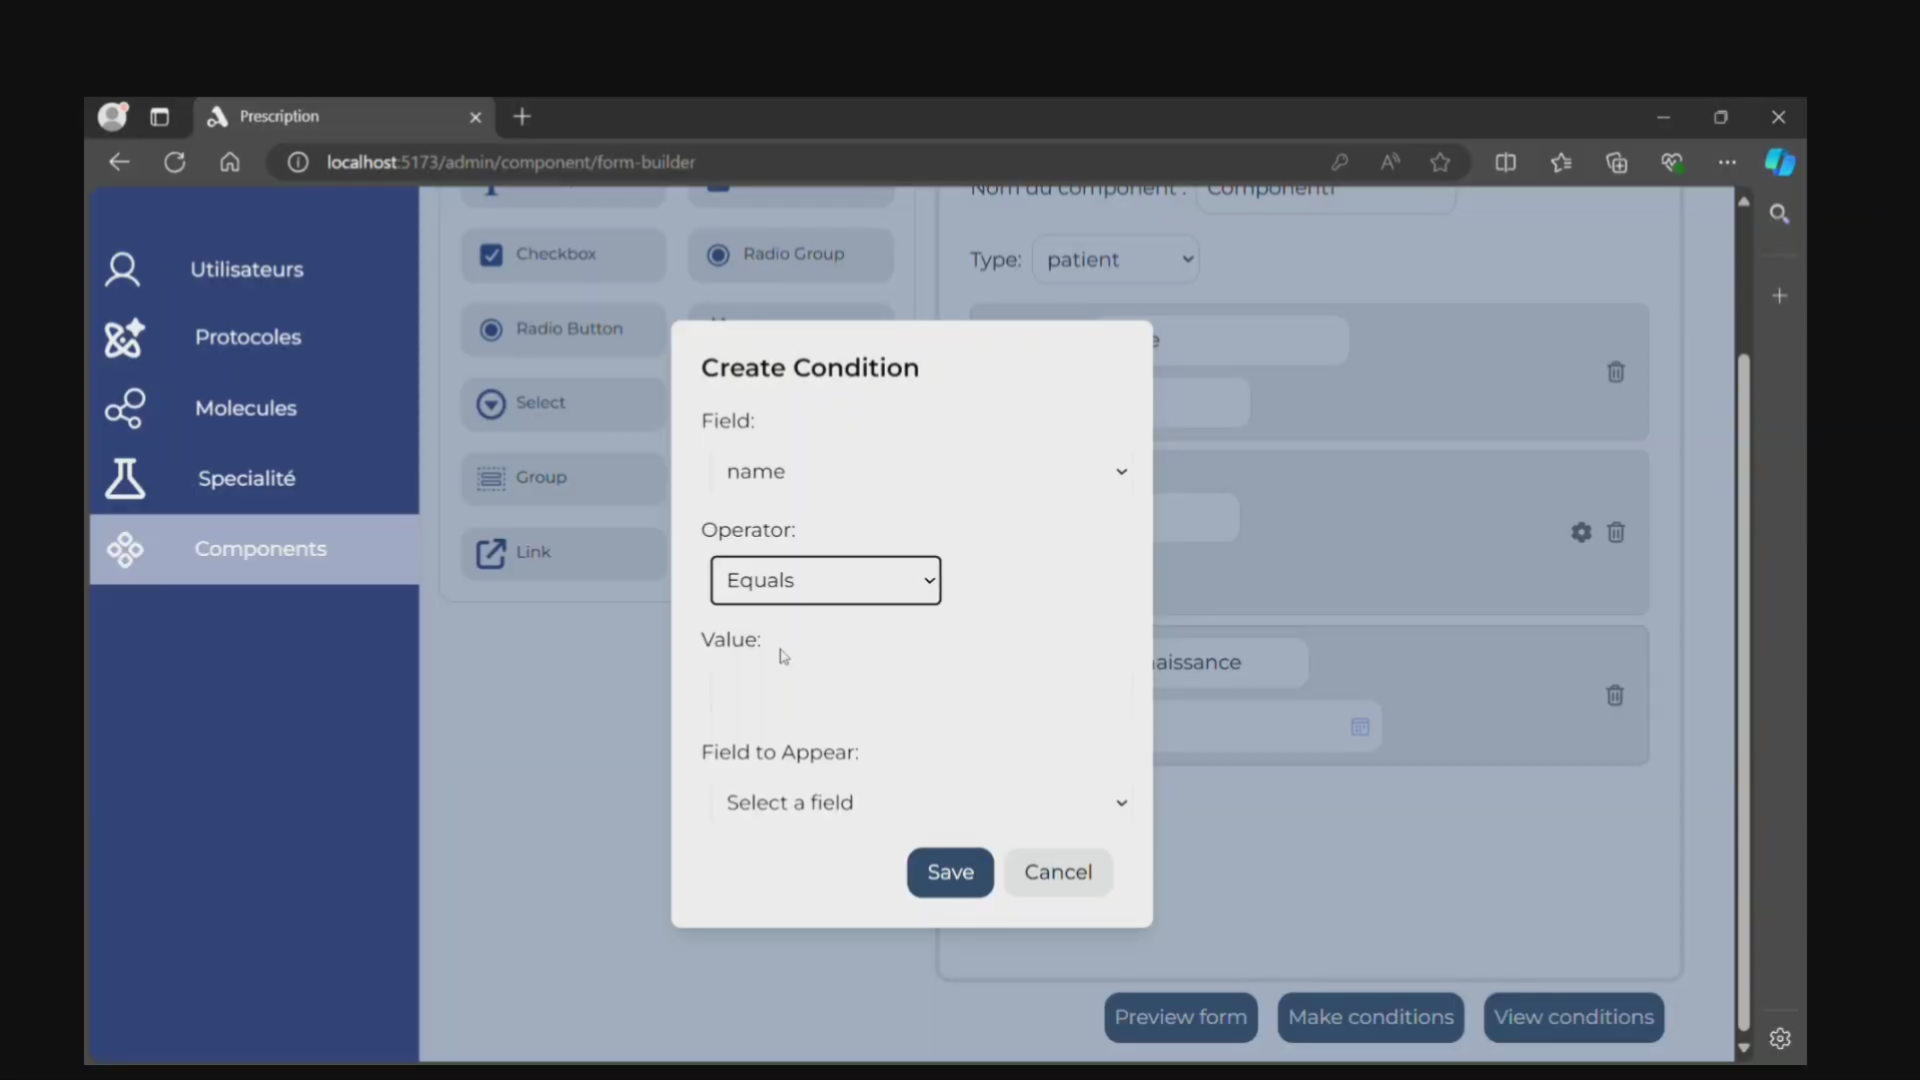 Prescription
localhost:5173/admin/component/form-builder
Nom du component :
Type: patient
Utilisateurs
Protocoles
Molecules
Specialité
Components
Checkbox
Radio Group
Radio Button
Select
Group
Link
Create Condition
Field:
name
Operator:
Equals
Value:
Field to Appear:
Select a field
Save
Cancel
e
aissance
Preview form
Make conditions
View conditions